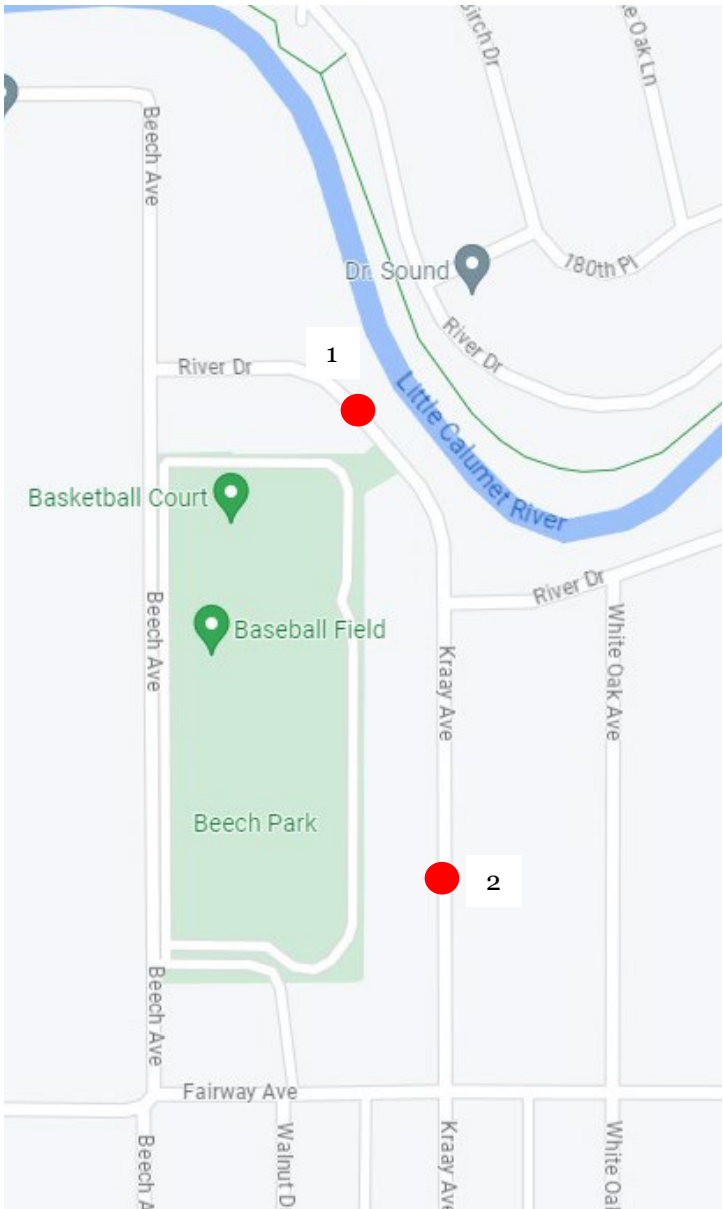 Birch Dr
e Oak Ln
Beech Ave
180th Pl
Dr. Sound
River Dr
1
River Dr
Little Calumet River
Basketball Court
River Dr
Beech Ave
Baseball Field
White Oak Ave
Kraay Ave
Beech Park
2
Beech Ave
Fairway Ave
Beech A
Walnut D
Kraay Ave
White Oak